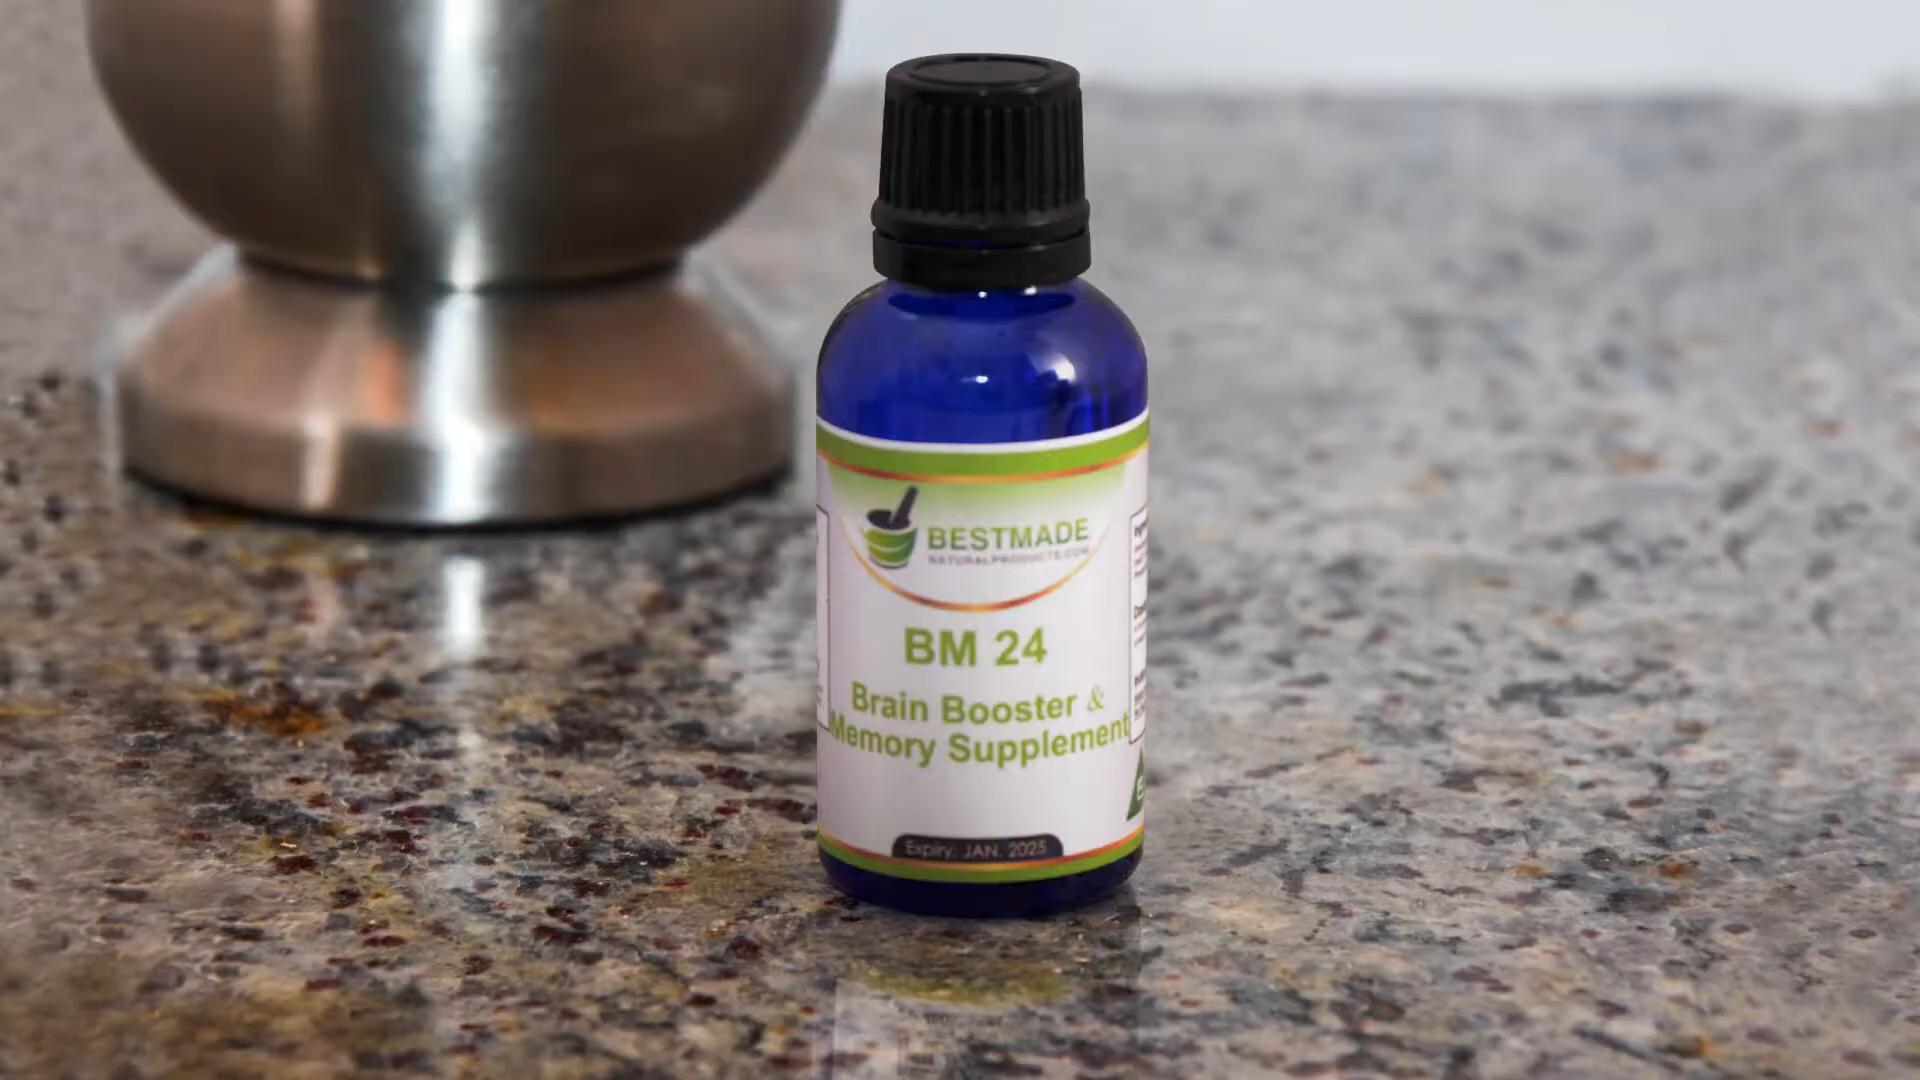 BESTMADE
NATURALPRODUCTS.COM
BM 24
Brain Booster &
Memory Supplement
Expiry: JAN. 2025